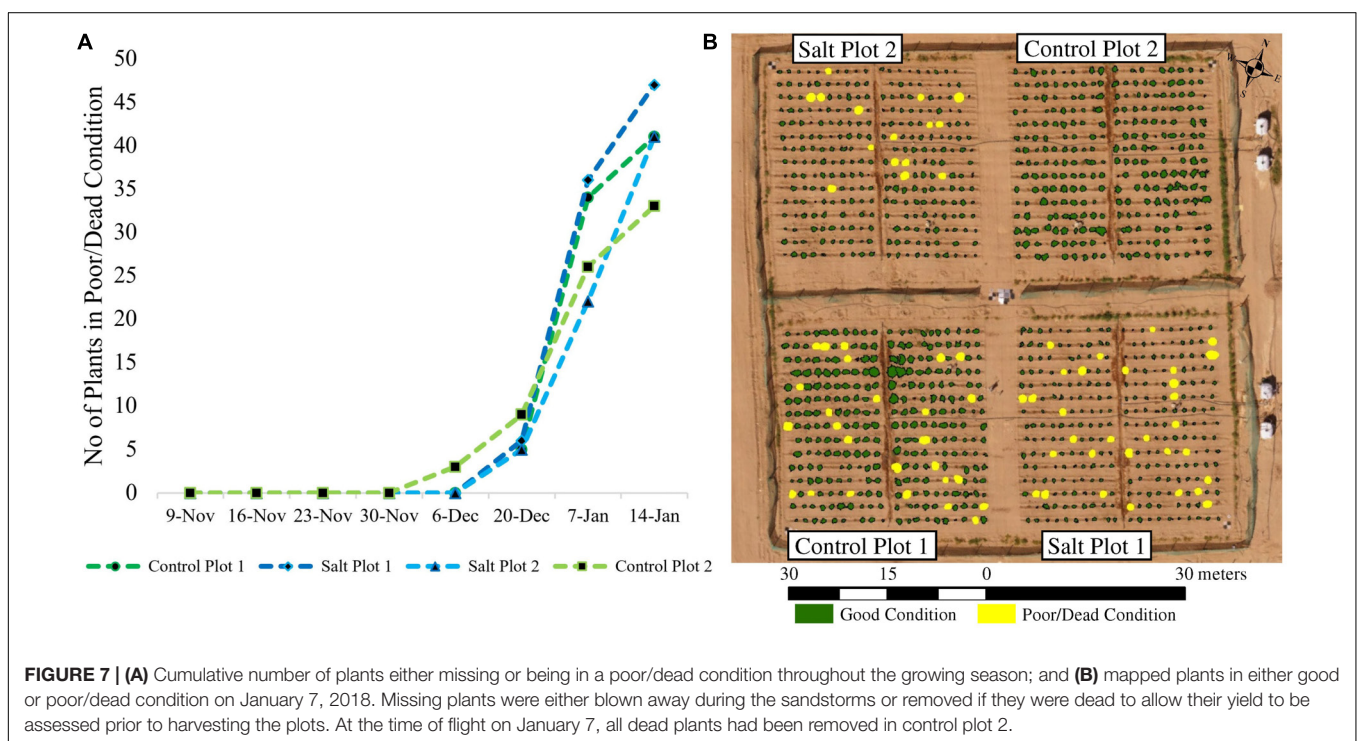 A
No of Plants in Poor/Dead Condition
50
45
40
35
30
25
20
15
10
5
0
9-Nov 16-Nov 23-Nov 30-Nov 6-Dec 20-Dec 7-Jan 14-Jan
Control Plot 1 Salt Plot 1 Salt Plot 2 Control Plot 2
B
Salt Plot 2 Control Plot 2
N
W
E
S
Control Plot 1 Salt Plot 1
30 15 0 30 meters
Good Condition Poor/Dead Condition
FIGURE 7 | (A) Cumulative number of plants either missing or being in a poor/dead condition throughout the growing season; and (B) mapped plants in either good
or poor/dead condition on January 7, 2018. Missing plants were either blown away during the sandstorms or removed if they were dead to allow their yield to be
assessed prior to harvesting the plots. At the time of flight on January 7, all dead plants had been removed in control plot 2.